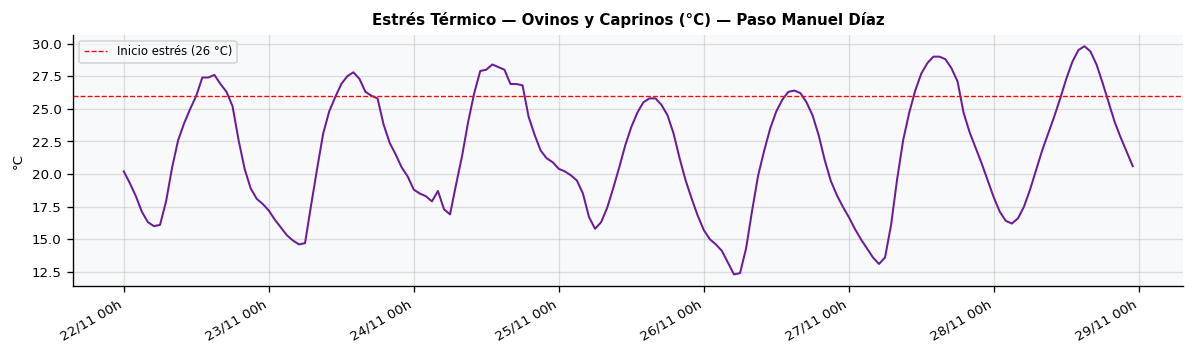 Estrés Térmico — Ovinos y Caprinos (°C) — Paso Manuel Díaz
Inicio estrés (26 °C)
°C
30.0
27.5
25.0
22.5
20.0
17.5
15.0
12.5
22/11 00h
23/11 00h
24/11 00h
25/11 00h
26/11 00h
27/11 00h
28/11 00h
29/11 00h